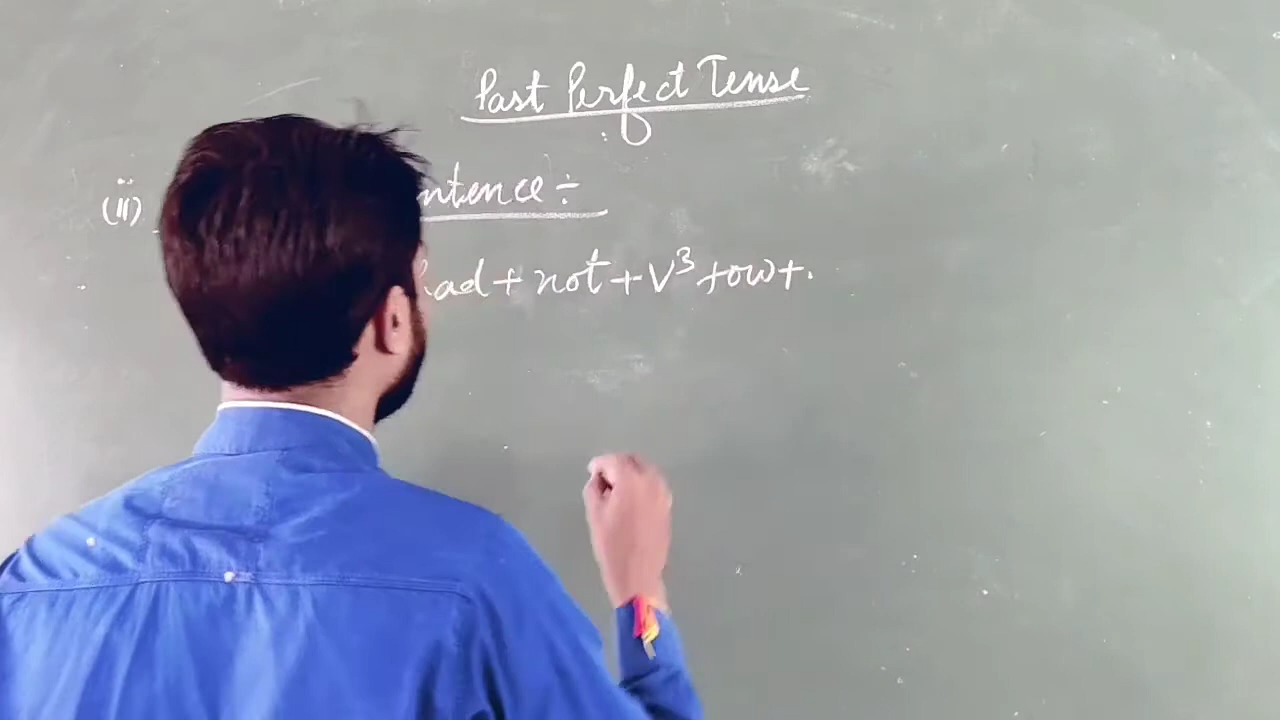 Past Perfect Tense
(ii) ntence ÷
had + not + V³ + ow + .